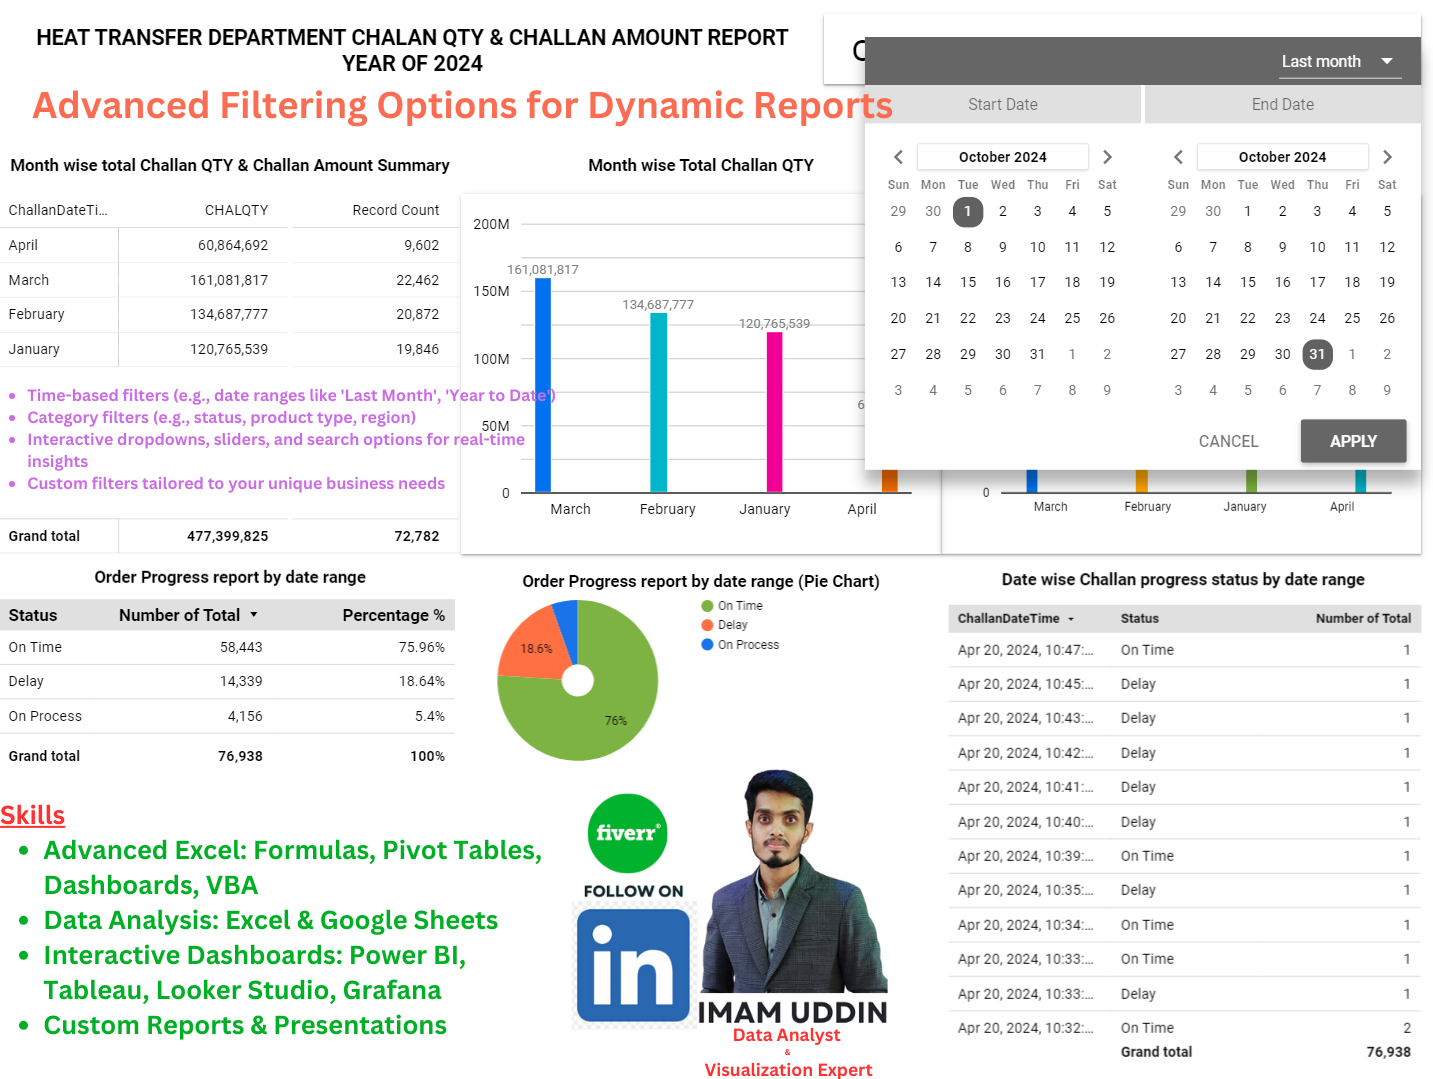 HEAT TRANSFER DEPARTMENT CHALAN QTY & CHALLAN AMOUNT REPORT
YEAR OF 2024
Advanced Filtering Options for Dynamic Reports
Last month
Start Date End Date
October 2024 October 2024
Sun Mon Tue Wed Thu Fri Sat Sun Mon Tue Wed Thu Fri Sat
29 30 1 2 3 4 5 29 30 1 2 3 4 5
6 7 8 9 10 11 12 6 7 8 9 10 11 12
13 14 15 16 17 18 19 13 14 15 16 17 18 19
20 21 22 23 24 25 26 20 21 22 23 24 25 26
27 28 29 30 31 1 2 27 28 29 30 31 1 2
3 4 5 6 7 8 9 3 4 5 6 7 8 9
CANCEL APPLY
Month wise total Challan QTY & Challan Amount Summary
ChallanDateTi... CHALQTY Record Count
April 60,864,692 9,602
March 161,081,817 22,462
February 134,687,777 20,872
January 120,765,539 19,846
Time-based filters (e.g., date ranges like 'Last Month', 'Year to Date')
Category filters (e.g., status, product type, region)
Interactive dropdowns, sliders, and search options for real-time
insights
Custom filters tailored to your unique business needs
Grand total 477,399,825 72,782
Month wise Total Challan QTY
200M
150M
100M
50M
0
161,081,817
134,687,777
120,765,539
6
March February January April
0
March February January April
Order Progress report by date range
Status Number of Total Percentage %
On Time 58,443 75.96%
Delay 14,339 18.64%
On Process 4,156 5.4%
Grand total 76,938 100%
Order Progress report by date range (Pie Chart)
On Time
Delay
On Process
18.6%
76%
Date wise Challan progress status by date range
ChallanDateTime Status Number of Total
Apr 20, 2024, 10:47:... On Time 1
Apr 20, 2024, 10:45:... Delay 1
Apr 20, 2024, 10:43:... Delay 1
Apr 20, 2024, 10:42:... Delay 1
Apr 20, 2024, 10:41:... Delay 1
Apr 20, 2024, 10:40:... Delay 1
Apr 20, 2024, 10:39:... On Time 1
Apr 20, 2024, 10:35:... Delay 1
Apr 20, 2024, 10:34:... On Time 1
Apr 20, 2024, 10:33:... On Time 1
Apr 20, 2024, 10:33:... Delay 1
Apr 20, 2024, 10:32:... On Time 2
Grand total 76,938
Skills
Advanced Excel: Formulas, Pivot Tables,
Dashboards, VBA
Data Analysis: Excel & Google Sheets
Interactive Dashboards: Power BI,
Tableau, Looker Studio, Grafana
Custom Reports & Presentations
fiverr®
FOLLOW ON
in
IMAM UDDIN
Data Analyst
&
Visualization Expert